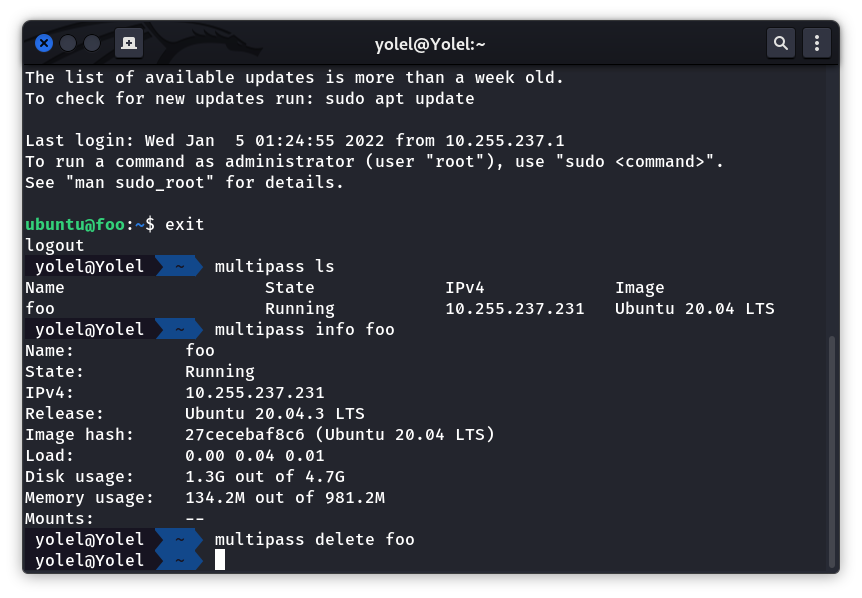 yolel@Yolel:~
The list of available updates is more than a week old.
To check for new updates run: sudo apt update
Last login: Wed Jan  5 01:24:55 2022 from 10.255.237.1
To run a command as administrator (user "root"), use "sudo <command>".
See "man sudo_root" for details.
ubuntu@foo:~$ exit
logout
yolel@Yolel ~ multipass ls
Name                    State             IPv4             Image
foo                     Running           10.255.237.231   Ubuntu 20.04 LTS
yolel@Yolel ~ multipass info foo
Name:           foo
State:          Running
IPv4:           10.255.237.231
Release:        Ubuntu 20.04.3 LTS
Image hash:     27cecebaf8c6 (Ubuntu 20.04 LTS)
Load:           0.00 0.04 0.01
Disk usage:     1.3G out of 4.7G
Memory usage:   134.2M out of 981.2M
Mounts:         --
yolel@Yolel ~ multipass delete foo
yolel@Yolel ~